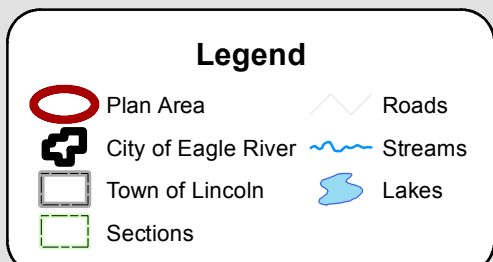 Legend
Plan Area
Roads
City of Eagle River
Streams
Town of Lincoln
Lakes
Sections